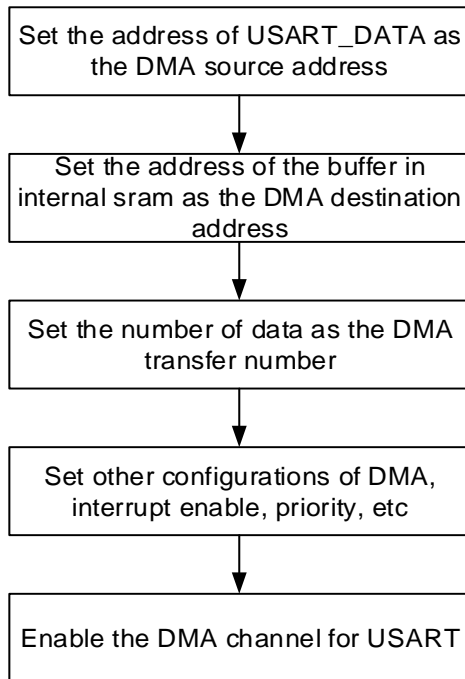 Set the address of USART_DATA as
the DMA source address
Set the address of the buffer in
internal sram as the DMA destination
address
Set the number of data as the DMA
transfer number
Set other configurations of DMA,
interrupt enable, priority, etc
Enable the DMA channel for USART